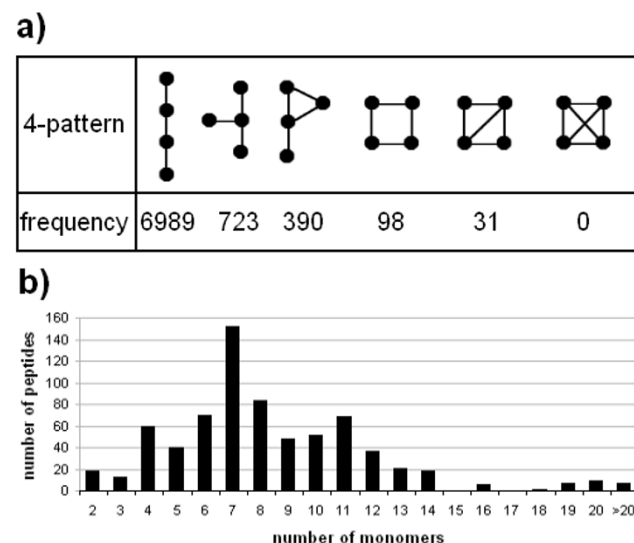 a)
4-pattern
frequency 6989 723 390 98 31 0
b)
number of peptides
160
140
120
100
80
60
40
20
0
2 3 4 5 6 7 8 9 10 11 12 13 14 15 16 17 18 19 20 >20
number of monomers